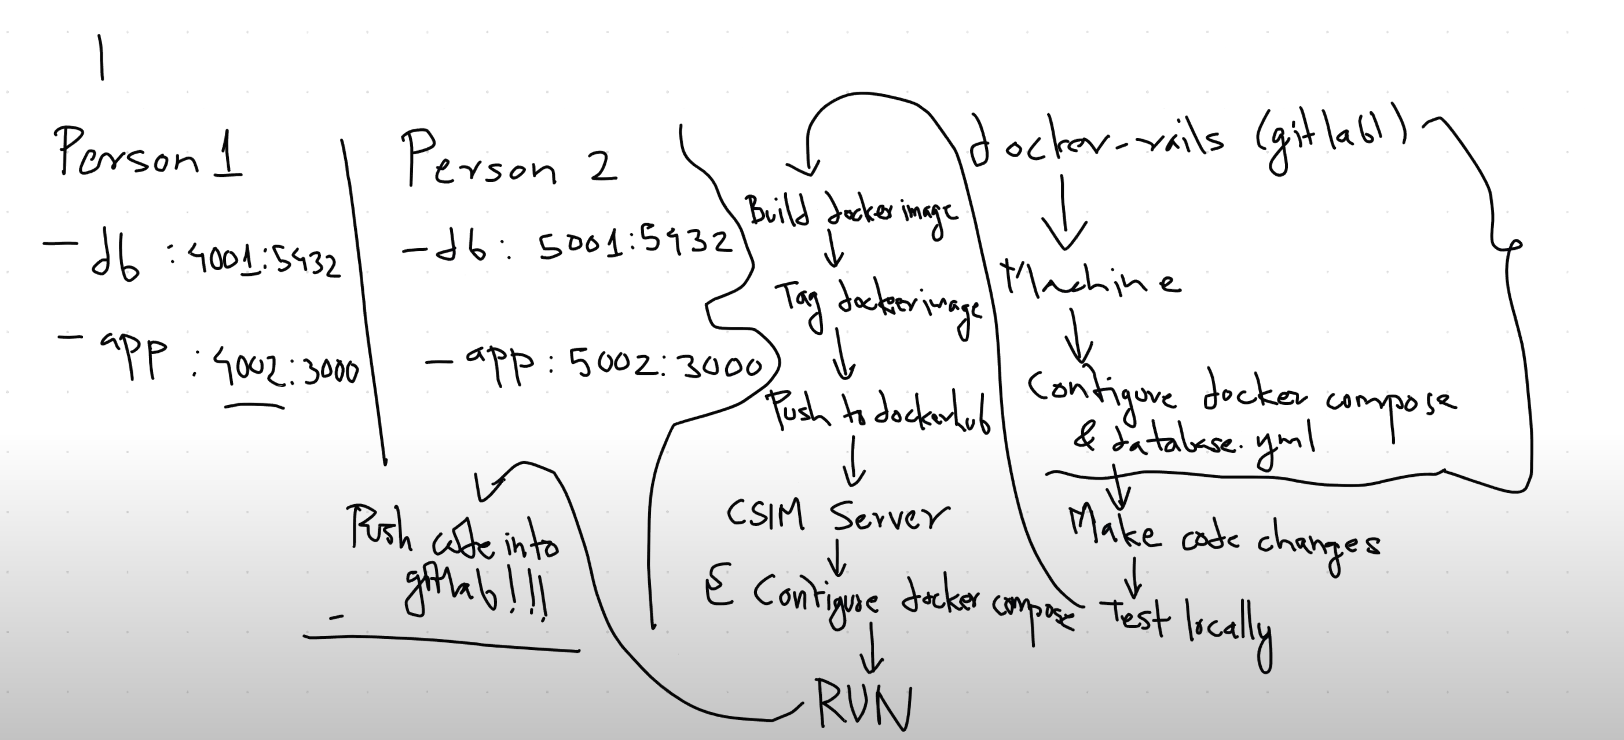 Person 1
- db : 4001:5432
- app : 4002:3000
Person 2
- db : 5001:5432
- app : 5002:3000
Push code into
gitlab!!!
Build docker image
Tag docker image
Push to dockerhub
CSIM Server
& Configure docker compose
RUN
docker-rails (gitlab1)
Machine
Configure docker compose
& database.yml
Make code changes
Test locally